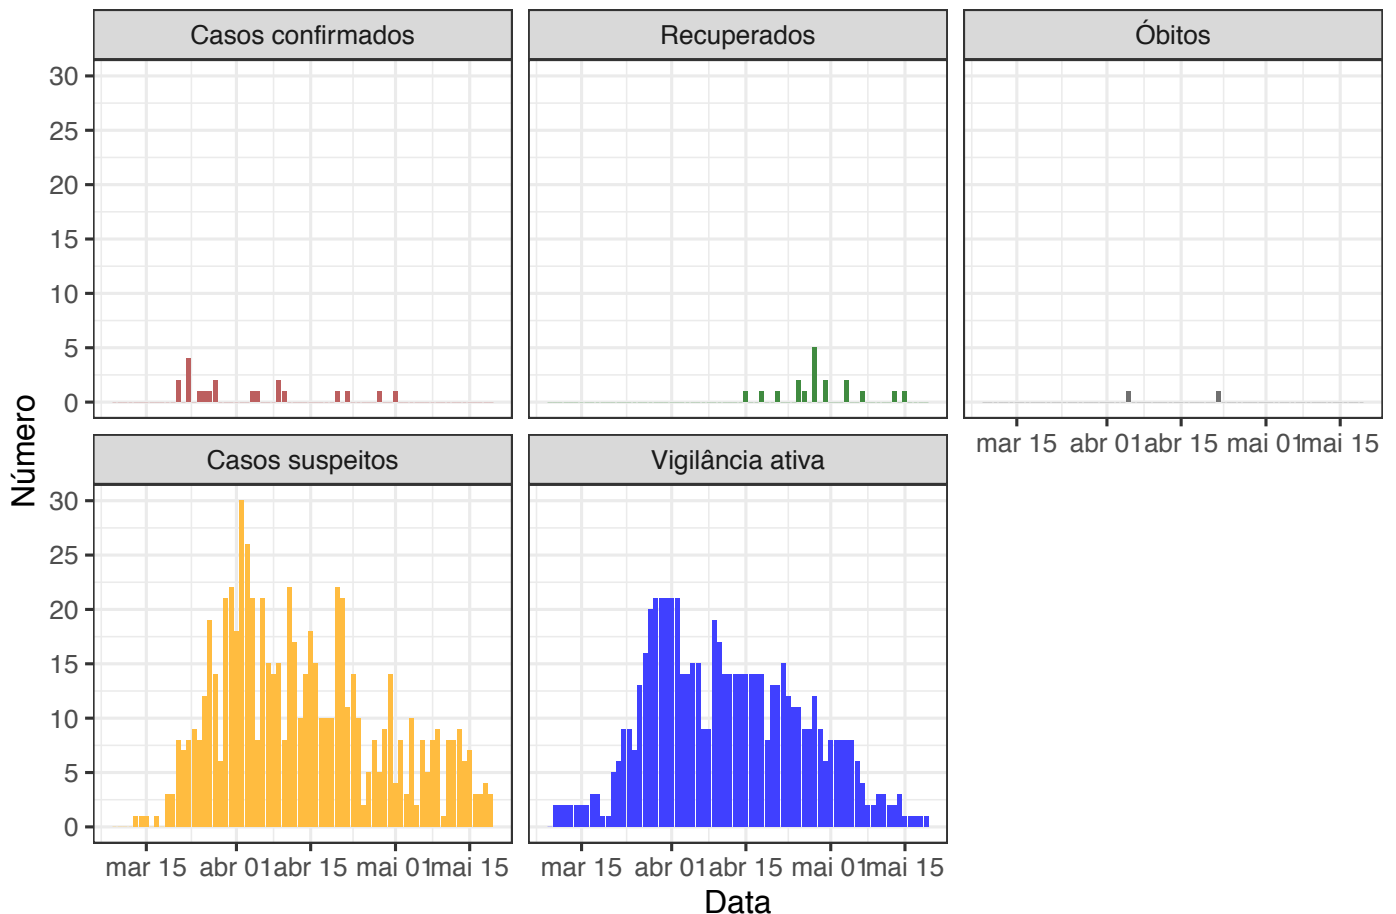 Casos confirmados
Recuperados
Óbitos
30
25
20
15
10
5
0
mar 15 abr 01 abr 15 mai 01 mai 15
Número
Casos suspeitos
Vigilância ativa
30
25
20
15
10
5
0
mar 15 abr 01 abr 15 mai 01 mai 15
mar 15 abr 01 abr 15 mai 01 mai 15
Data